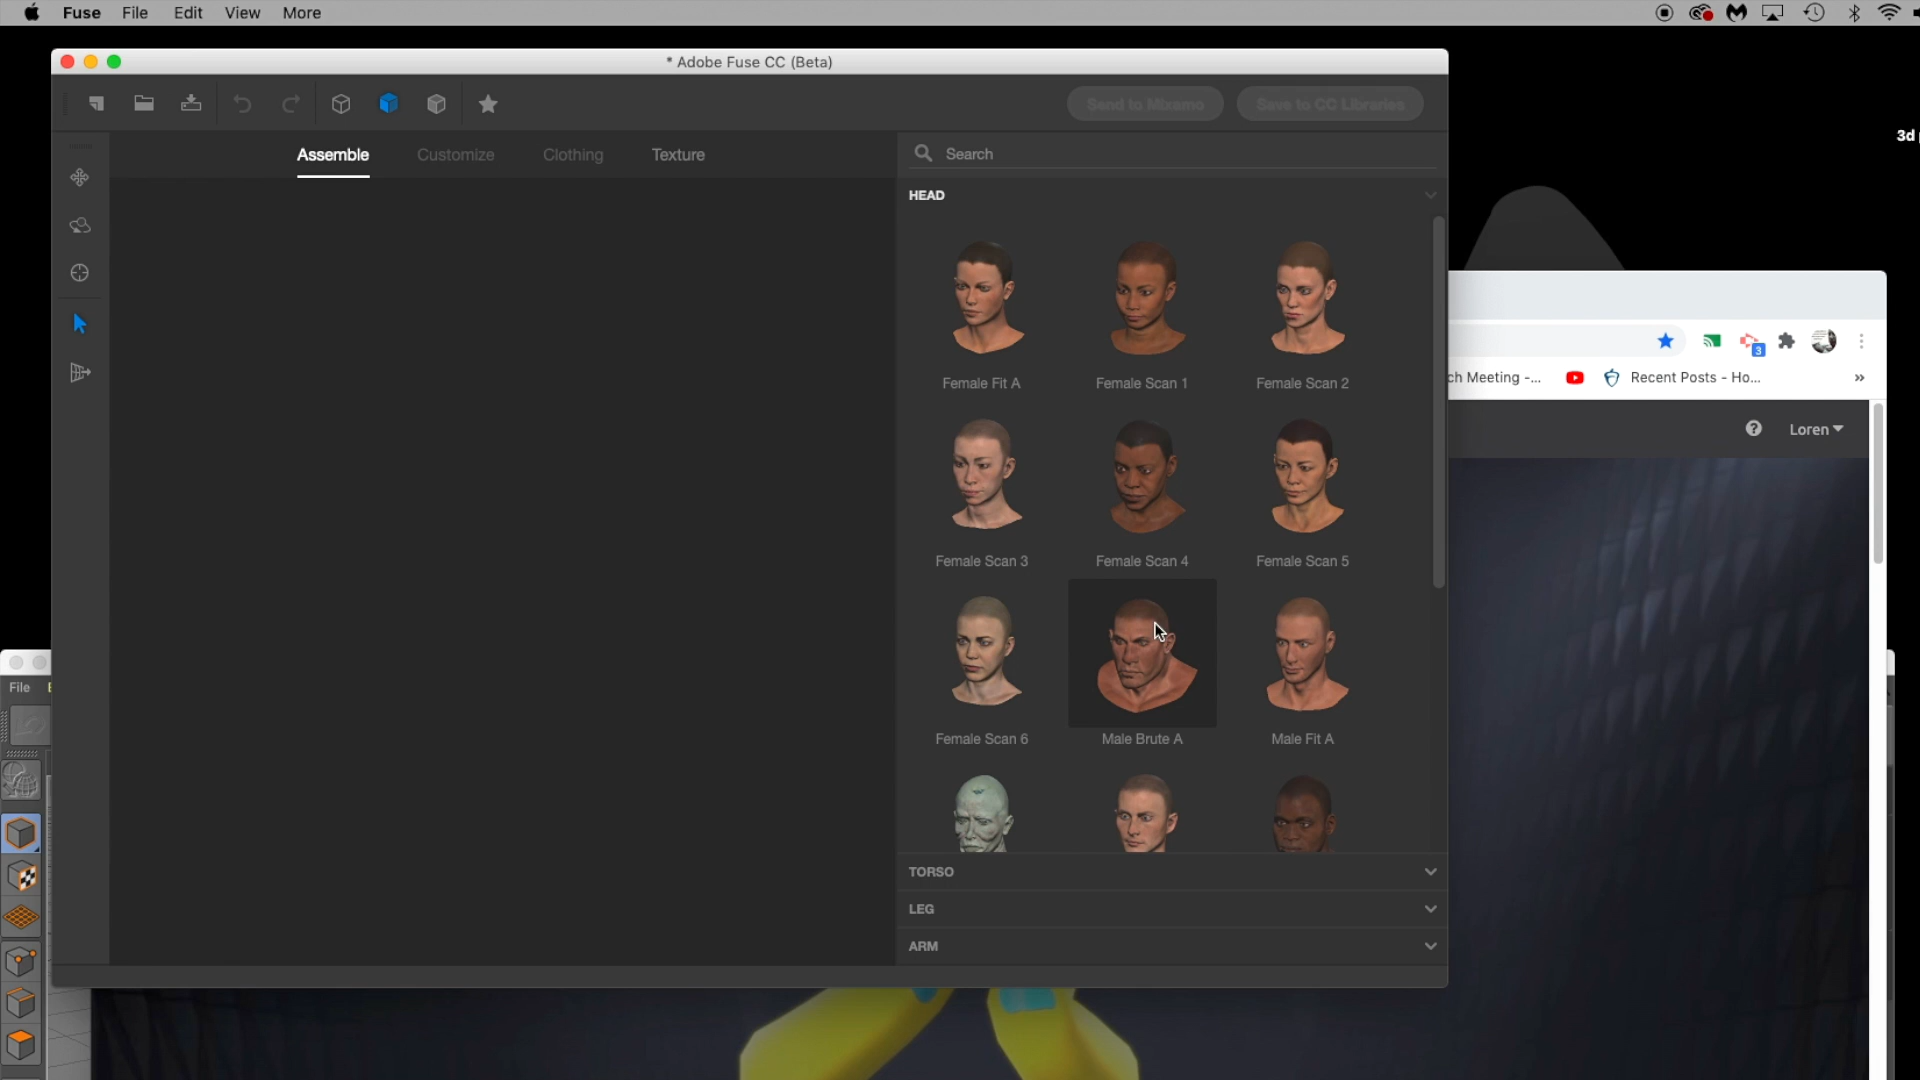 Fuse File Edit View More
* Adobe Fuse CC (Beta)
Send to Mixamo Save to CC Libraries
3d
Assemble Customize Clothing Texture
Search
HEAD
Female Fit A Female Scan 1 Female Scan 2
Female Scan 3 Female Scan 4 Female Scan 5
Female Scan 6 Male Brute A Male Fit A
TORSO
LEG
ARM
3
ch Meeting -... Recent Posts - Ho... »
? Loren
File